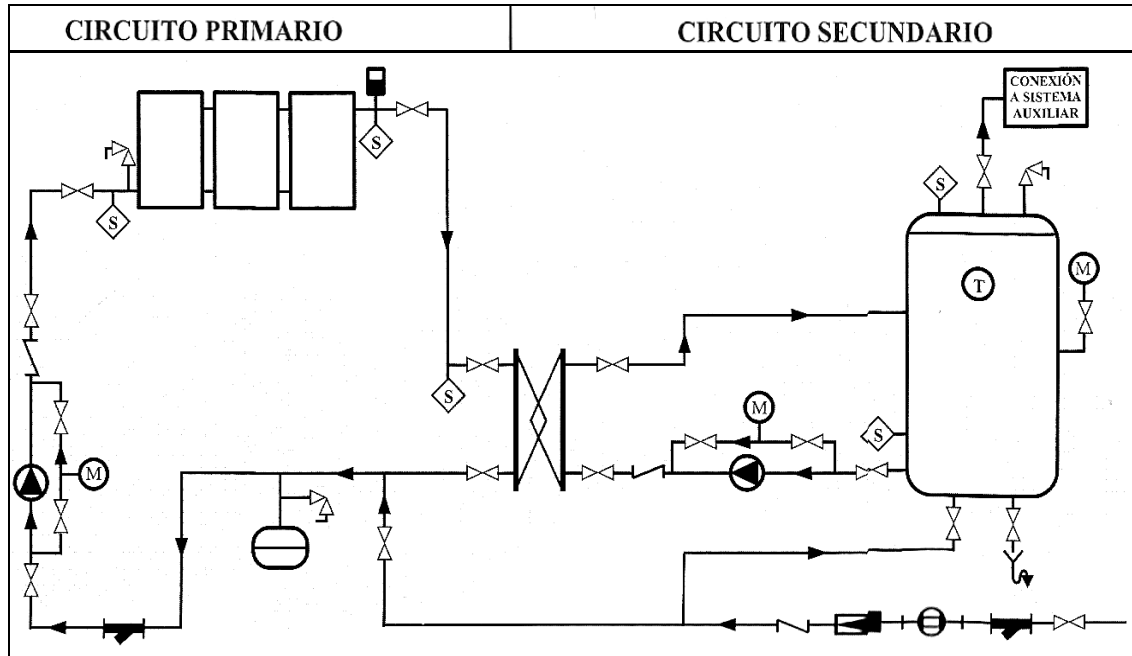 CIRCUITO PRIMARIO
CIRCUITO SECUNDARIO
CONEXIÓN
A SISTEMA
AUXILIAR
S
S
S
T
M
S
M
S
M